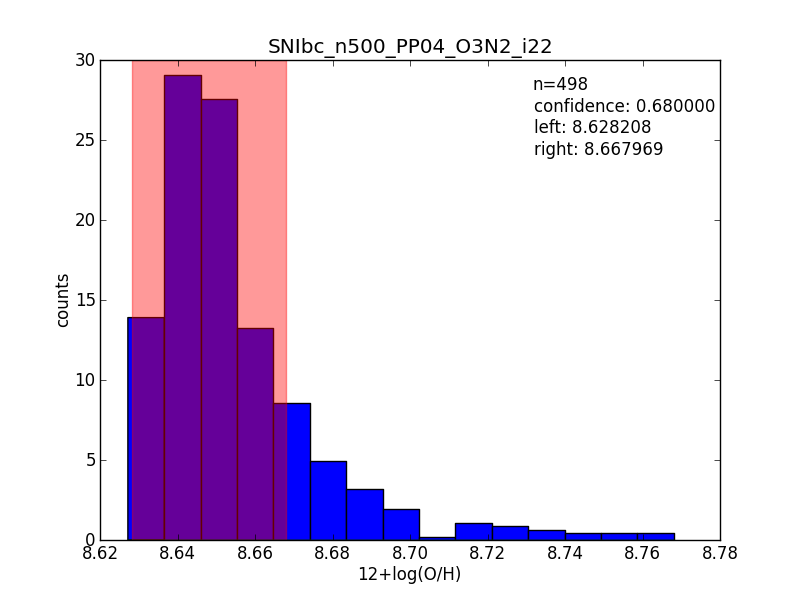 SNIbc_n500_PP04_O3N2_i22
n=498
confidence: 0.680000
left: 8.628208
right: 8.667969
30
25
20
15
10
5
0
counts
8.62 8.64 8.66 8.68 8.70 8.72 8.74 8.76 8.78
12+log(O/H)